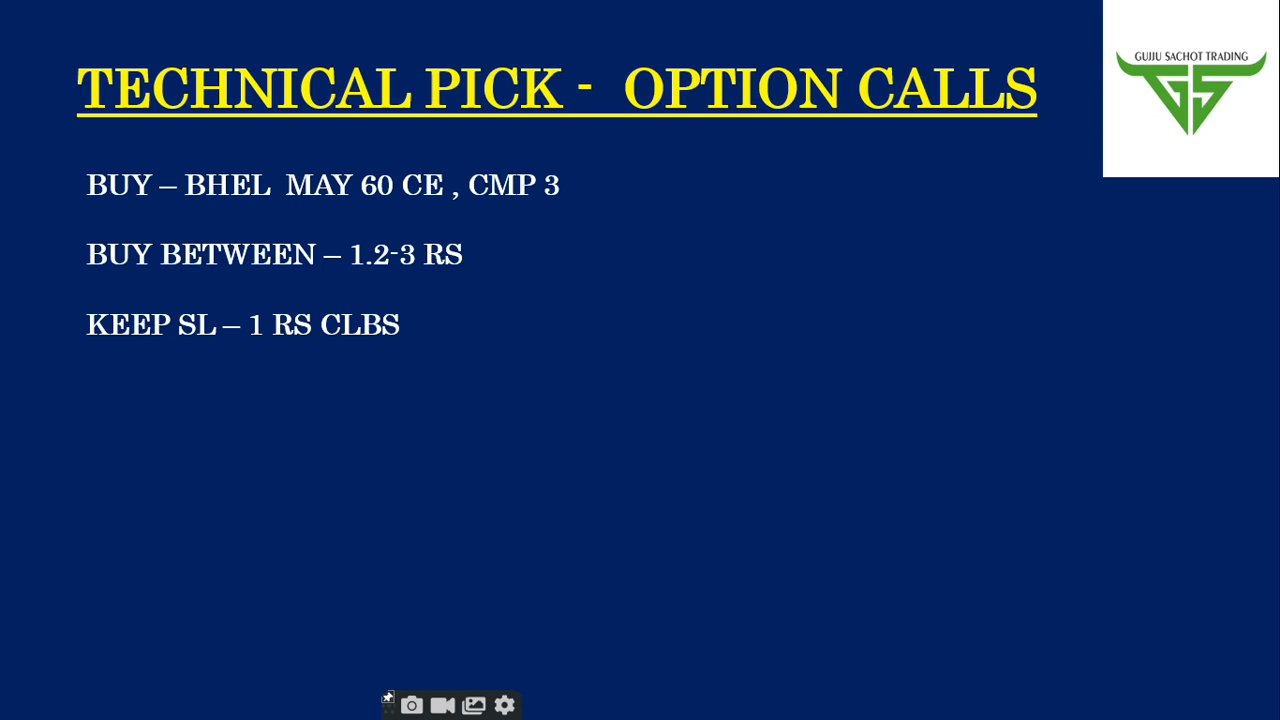 TECHNICAL PICK - OPTION CALLS
GUJJU SACHOT TRADING
BUY – BHEL MAY 60 CE , CMP 3
BUY BETWEEN – 1.2-3 RS
KEEP SL – 1 RS CLBS